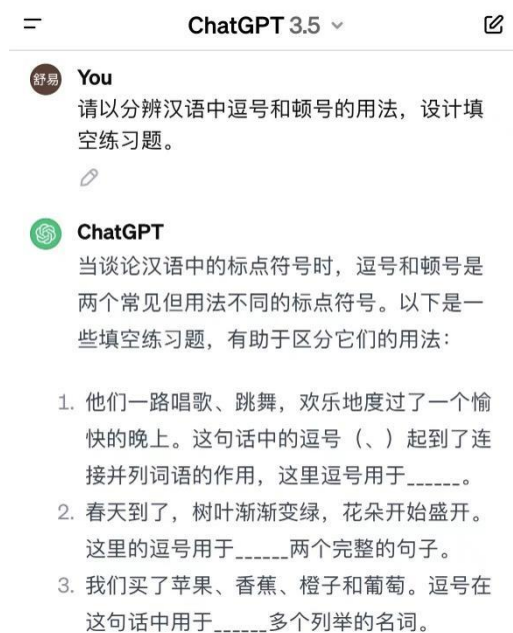 ChatGPT 3.5
舒易
You
请以分辨汉语中逗号和顿号的用法，设计填
空练习题。
ChatGPT
当谈论汉语中的标点符号时，逗号和顿号是
两个常见但用法不同的标点符号。以下是一
些填空练习题，有助于区分它们的用法：
1. 他们一路唱歌、跳舞，欢乐地度过了一个愉
快的晚上。这句话中的逗号（、）起到了连
接并列词语的作用，这里逗号用于______。
2. 春天到了，树叶渐渐变绿，花朵开始盛开。
这里的逗号用于______两个完整的句子。
3. 我们买了苹果、香蕉、橙子和葡萄。逗号在
这句话中用于______多个列举的名词。